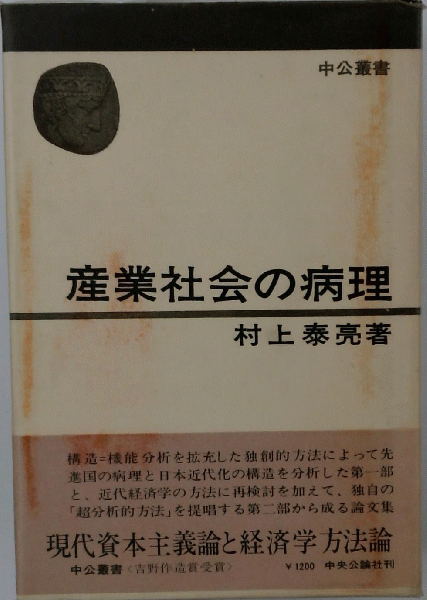 中公叢書
産業社会の病理
村上泰亮著
構造=機能分析を拡充した独創的方法によって先
進国の病理と日本近代化の構造を分析した第一部
と、近代経済学の方法に再検討を加えて、独自の
「超分析的方法」を提唱する第二部から成る論文集
現代資本主義論と経済学方法論
中公叢書〈吉野作造賞受賞〉 ¥1200 中央公論社刊